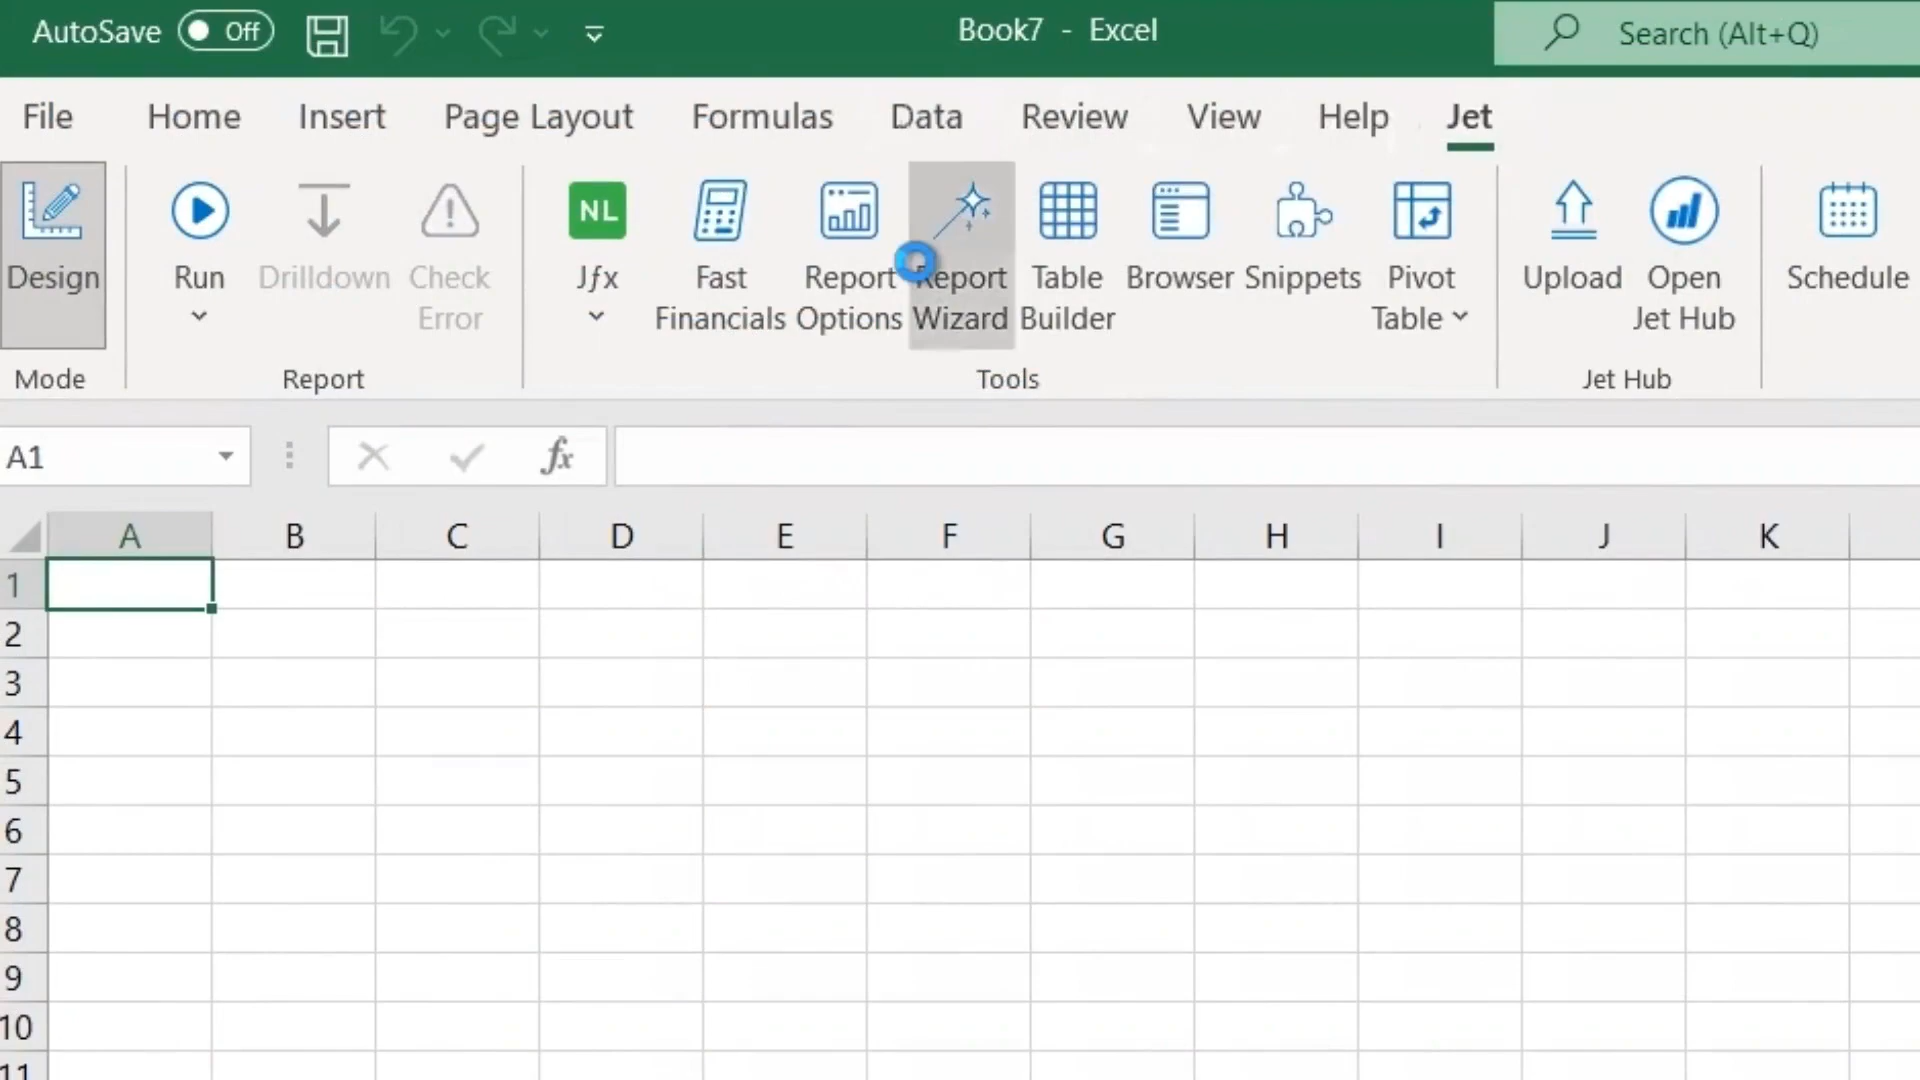 AutoSave Off Book7 - Excel Search (Alt+Q)
File Home Insert Page Layout Formulas Data Review View Help Jet
NL
Design Run Drilldown Check Error Jƒx Fast Financials Report Options Report Wizard Table Builder Browser Snippets Pivot Table Upload Open Jet Hub Schedule
Mode Report Tools Jet Hub
A1 fx
A B C D E F G H I J K
1
2
3
4
5
6
7
8
9
10
11